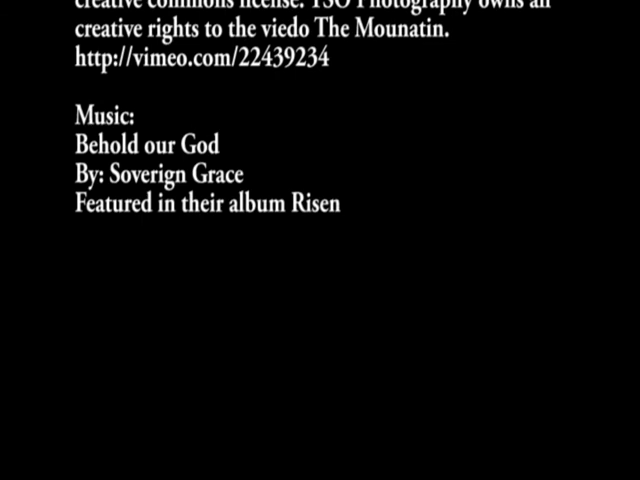 creative commons license. TSO Photography owns all
creative rights to the viedo The Mounatin.
http://vimeo.com/22439234
Music:
Behold our God
By: Soverign Grace
Featured in their album Risen